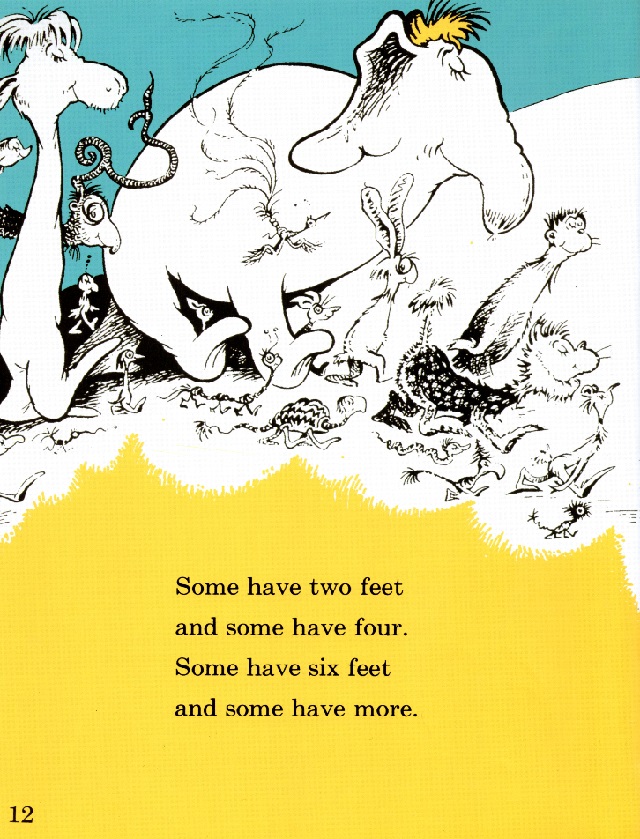 Some have two feet
and some have four.
Some have six feet
and some have more.
12